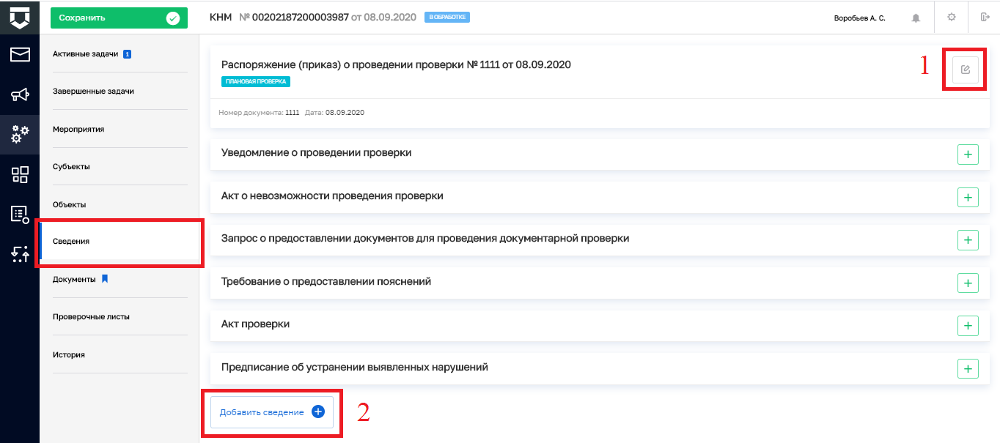 Сохранить
КНМ № 00202187200003987 от 08.09.2020 В ОБРАБОТКЕ
Воробьев А. С.
Активные задачи 1
Завершенные задачи
Мероприятия
Субъекты
Объекты
Сведения
Документы
Проверочные листы
История
Распоряжение (приказ) о проведении проверки № 1111 от 08.09.2020
1
ПЛАНОВАЯ ПРОВЕРКА
Номер документа: 1111 Дата: 08.09.2020
Уведомление о проведении проверки
Акт о невозможности проведения проверки
Запрос о предоставлении документов для проведения документарной проверки
Требование о предоставлении пояснений
Акт проверки
Предписание об устранении выявленных нарушений
Добавить сведение
2